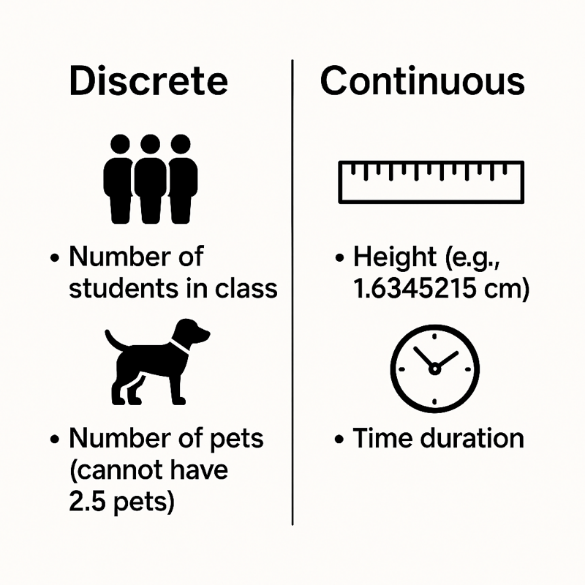 Discrete
• Number of
students in class
• Number of pets
(cannot have
2.5 pets)
Continuous
• Height (e.g.,
1.6345215 cm)
• Time duration